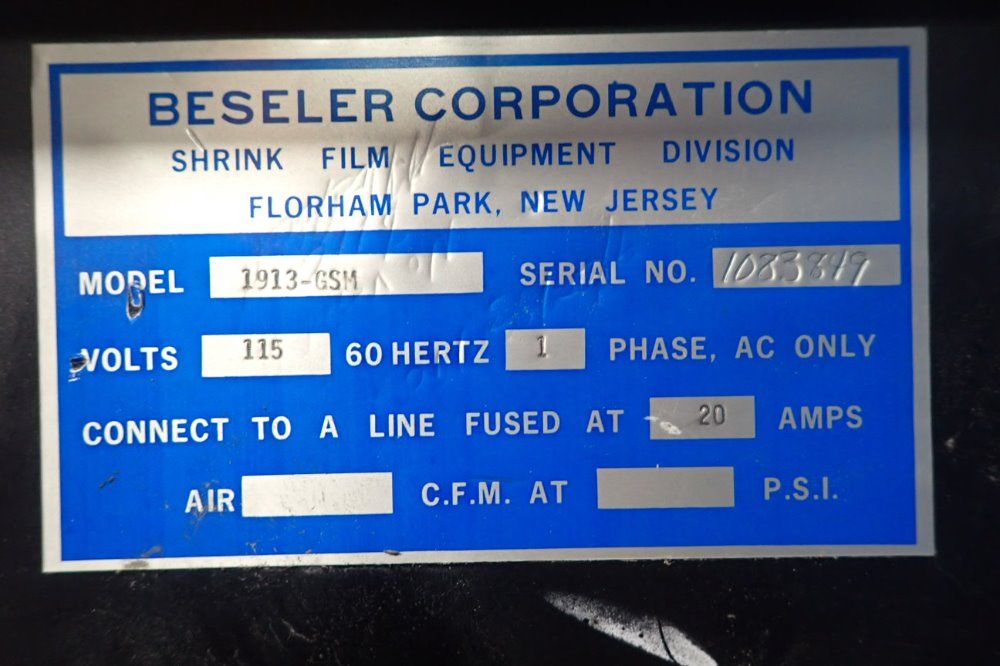 BESELER CORPORATION
SHRINK FILM EQUIPMENT DIVISION
FLORHAM PARK, NEW JERSEY
MODEL 1913-GSM SERIAL NO. 1083849
VOLTS 115 60 HERTZ 1 PHASE, AC ONLY
CONNECT TO A LINE FUSED AT 20 AMPS
AIR C.F.M. AT P.S.I.